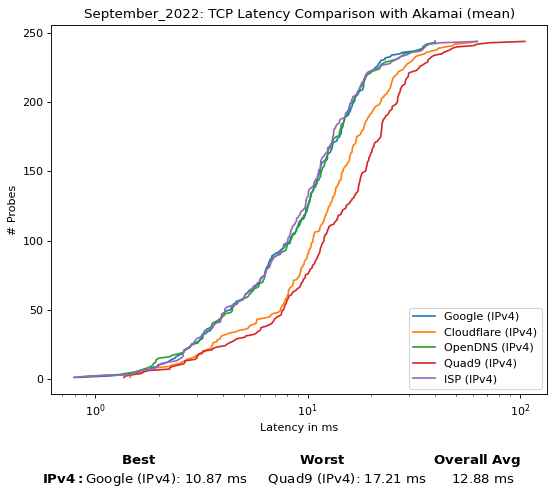 September_2022: TCP Latency Comparison with Akamai (mean)
250
200
150
100
50
0
# Probes
10⁰
10¹
10²
Latency in ms
Google (IPv4)
Cloudflare (IPv4)
OpenDNS (IPv4)
Quad9 (IPv4)
ISP (IPv4)
Best Worst Overall Avg
IPv4: Google (IPv4): 10.87 ms Quad9 (IPv4): 17.21 ms 12.88 ms